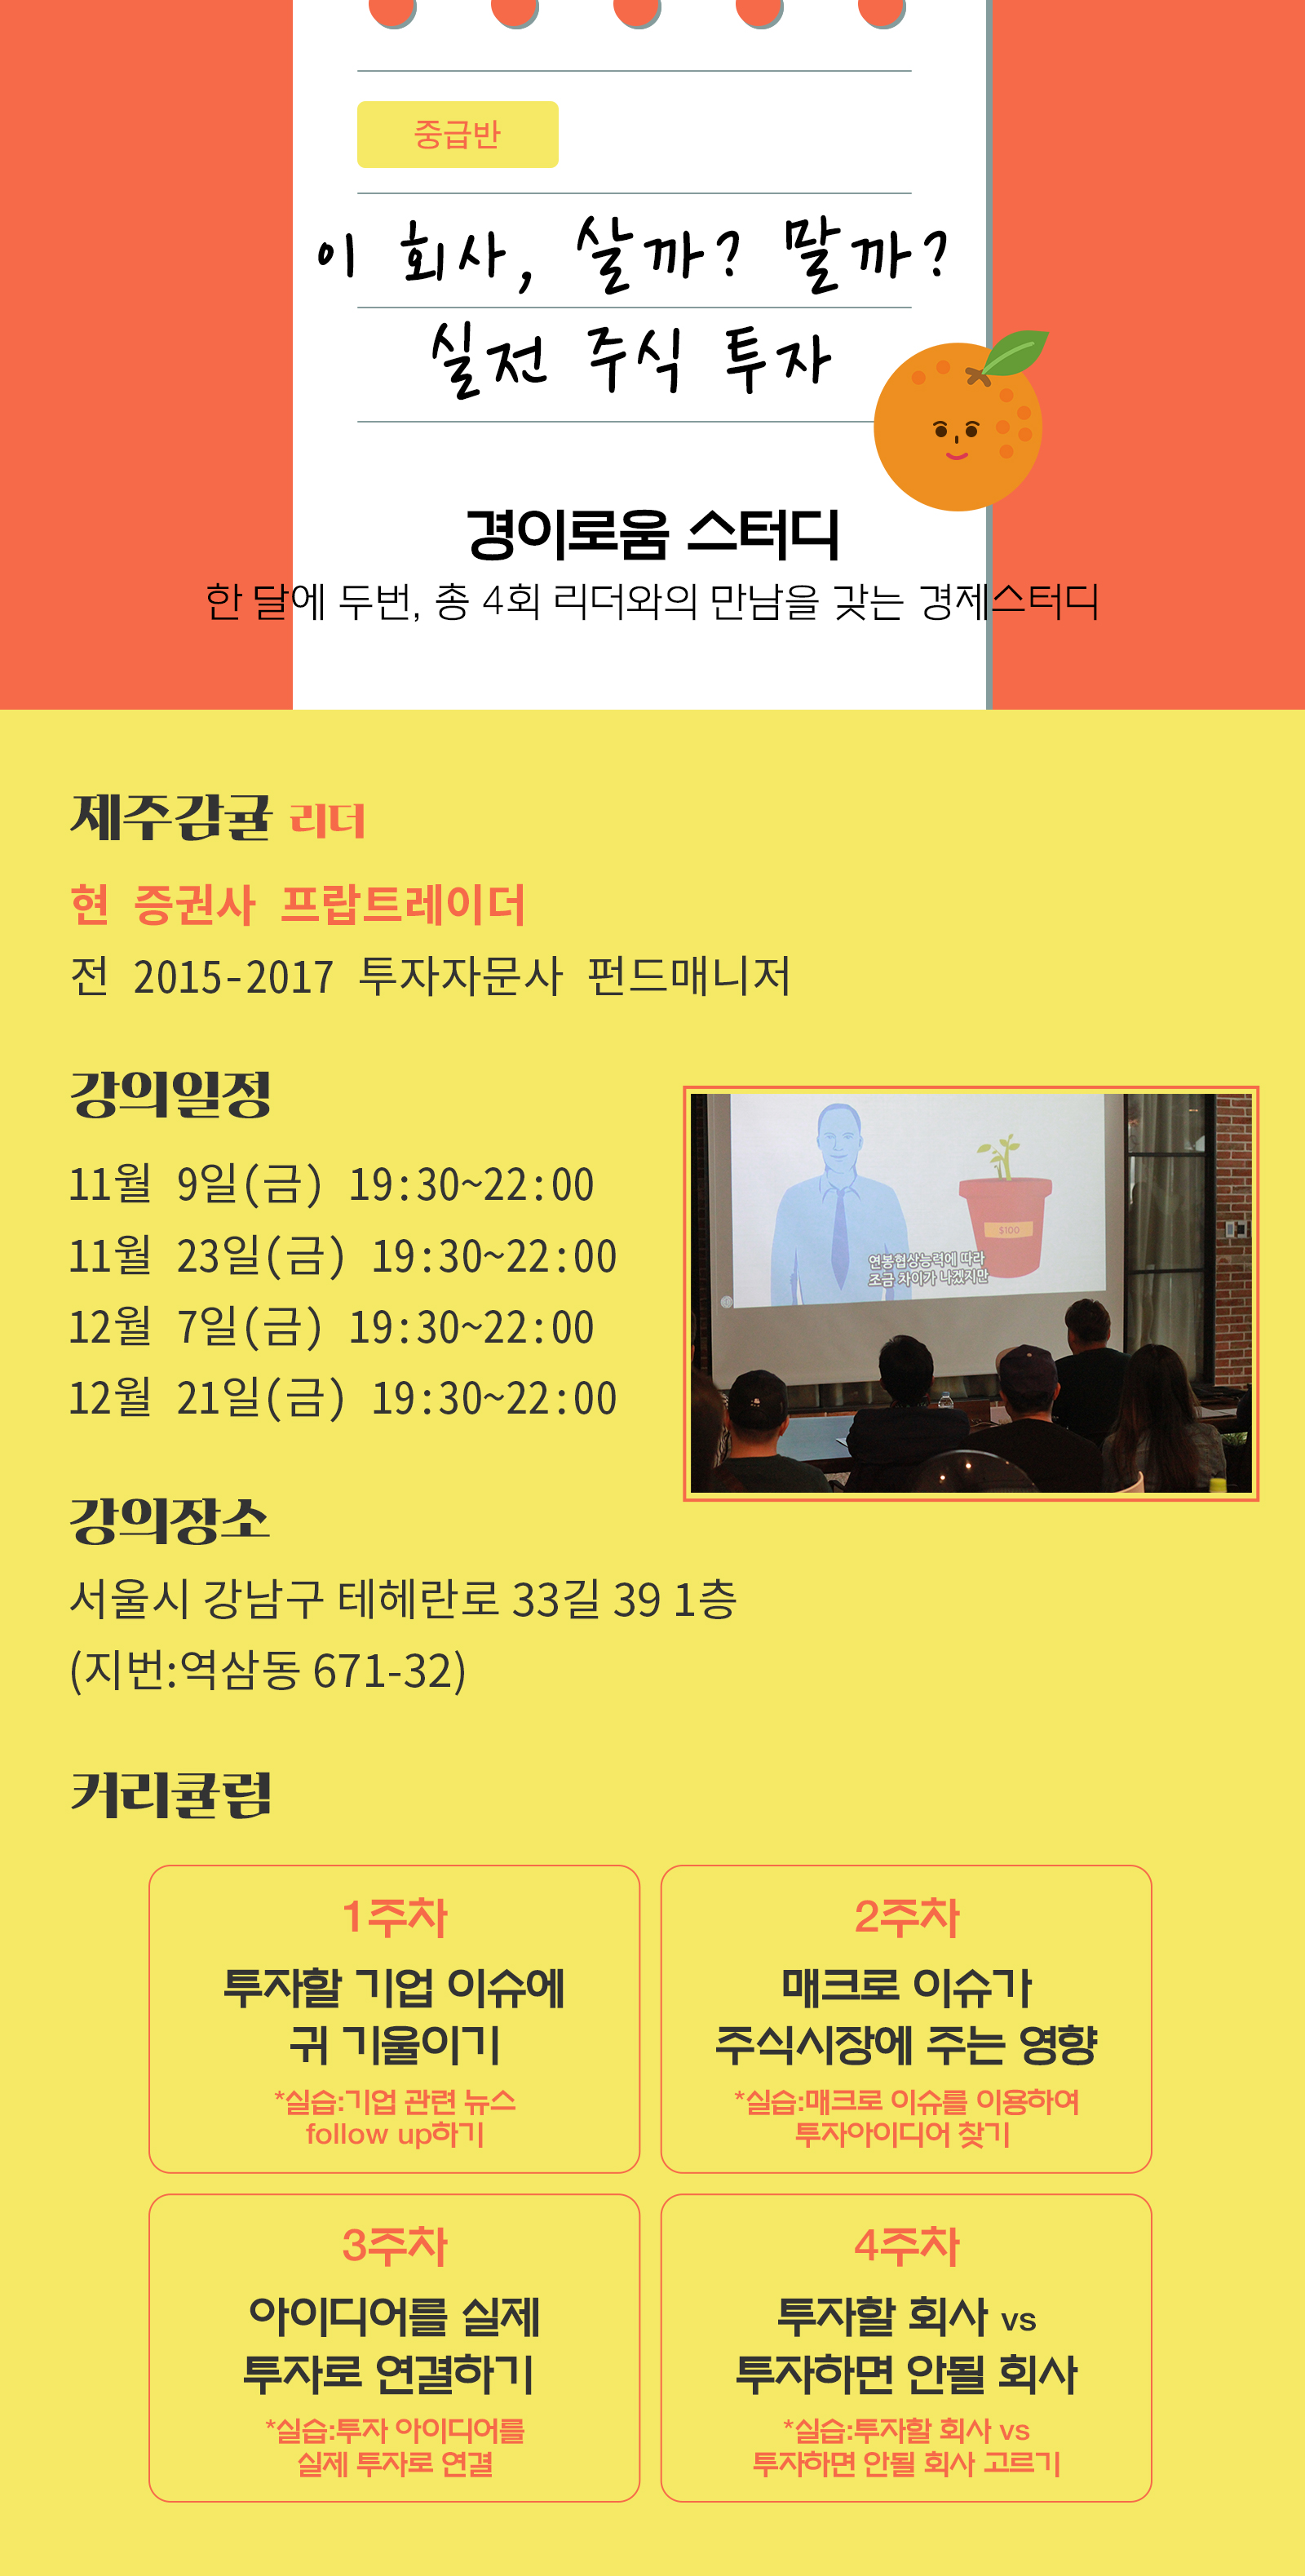 중급반
이 회사, 살까? 말까?
실전 주식 투자
경이로움 스터디
한 달에 두번, 총 4회 리더와의 만남을 갖는 경제스터디
제주감귤 리더
현 증권사 프랍트레이더
전 2015-2017 투자자문사 펀드매니저
강의일정
11월 9일(금) 19:30~22:00
11월 23일(금) 19:30~22:00
12월 7일(금) 19:30~22:00
12월 21일(금) 19:30~22:00
$100
연봉협상능력에 따라
조금 차이가 나겠지만
강의장소
서울시 강남구 테헤란로 33길 39 1층
(지번:역삼동 671-32)
커리큘럼
1주차
투자할 기업 이슈에
귀 기울이기
*실습:기업 관련 뉴스
follow up하기
2주차
매크로 이슈가
주식시장에 주는 영향
*실습:매크로 이슈를 이용하여
투자아이디어 찾기
3주차
아이디어를 실제
투자로 연결하기
*실습:투자 아이디어를
실제 투자로 연결
4주차
투자할 회사 vs
투자하면 안될 회사
*실습:투자할 회사 vs
투자하면 안될 회사 고르기